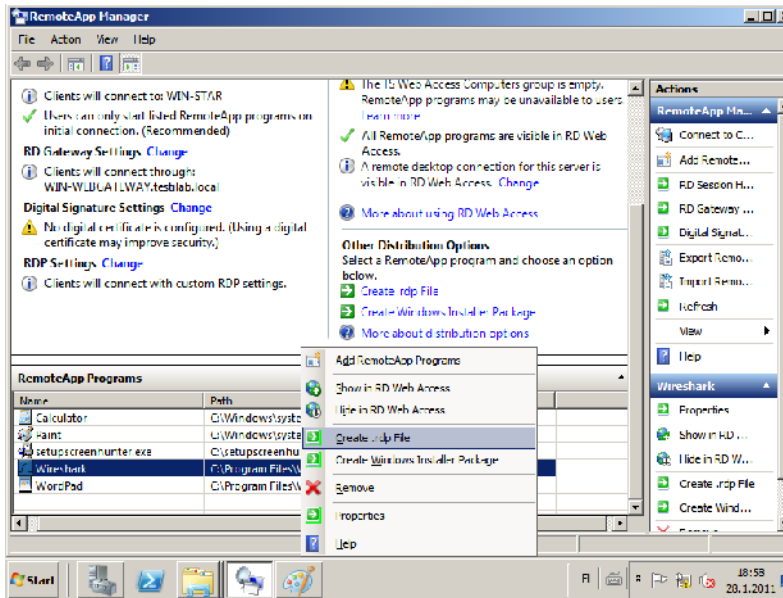 RemoteApp Manager
File Action View Help
Clients will connect to: WIN-STAR
Users can only start listed RemoteApp programs on
initial connection. (Recommended)
RD Gateway Settings Change
Clients will connect through:
WIN-WEBGATEWAY.testlab.local
Digital Signature Settings Change
No digital certificate is configured. (Using a digital
certificate may improve security.)
RDP Settings Change
Clients will connect with custom RDP settings.
The TS Web Access Computers group is empty.
RemoteApp programs may be unavailable to users.
Learn more
All RemoteApp programs are visible in RD Web
Access.
A remote desktop connection for this server is
visible in RD Web Access. Change
More about using RD Web Access
Other Distribution Options
Select a RemoteApp program and choose an option
below.
Create .rdp File
Create Windows Installer Package
More about distribution options
RemoteApp Programs
Name Path
Calculator C:\Windows\syste
Paint C:\Windows\syste
setupscreenhunter.exe C:\setupscreenhu
Wireshark C:\Program Files\W
WordPad C:\Program Files\W
Add RemoteApp Programs
Show in RD Web Access
Hide in RD Web Access
Create .rdp File
Create Windows Installer Package
Remove
Properties
Help
Actions
RemoteApp Ma...
Connect to C...
Add Remote...
RD Session H...
RD Gateway ...
Digital Signat...
Export Remo...
Import Remo...
Refresh
View
Help
Wireshark
Properties
Show in RD ...
Hide in RD W...
Create .rdp File
Create Wind...
Remove
Start
FI
18:53
28.1.2011